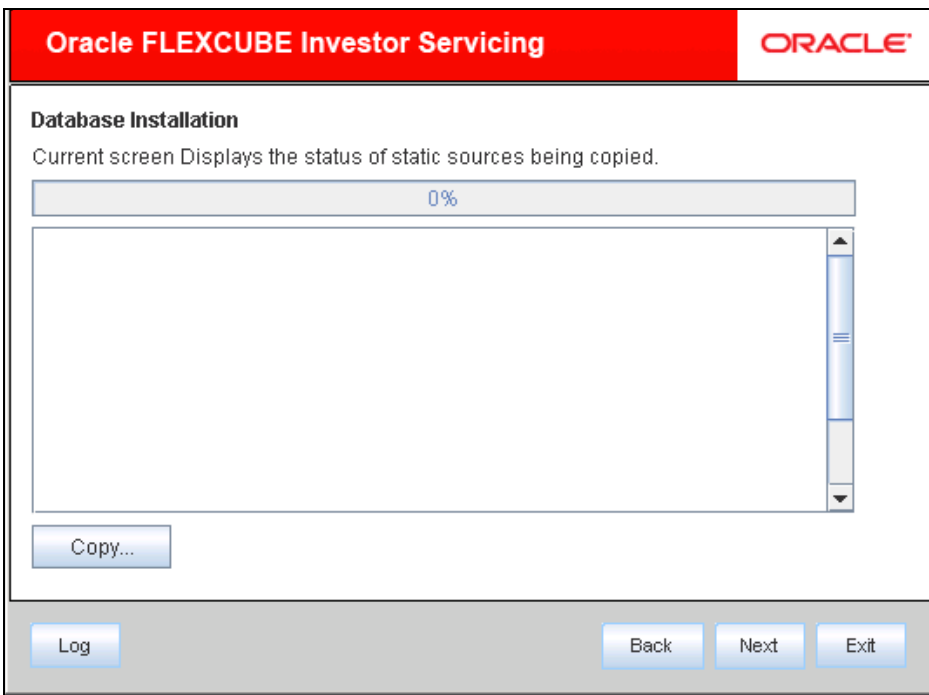 Oracle FLEXCUBE Investor Servicing
ORACLE
Database Installation
Current screen Displays the status of static sources being copied.
0%
Copy...
Log
Back
Next
Exit